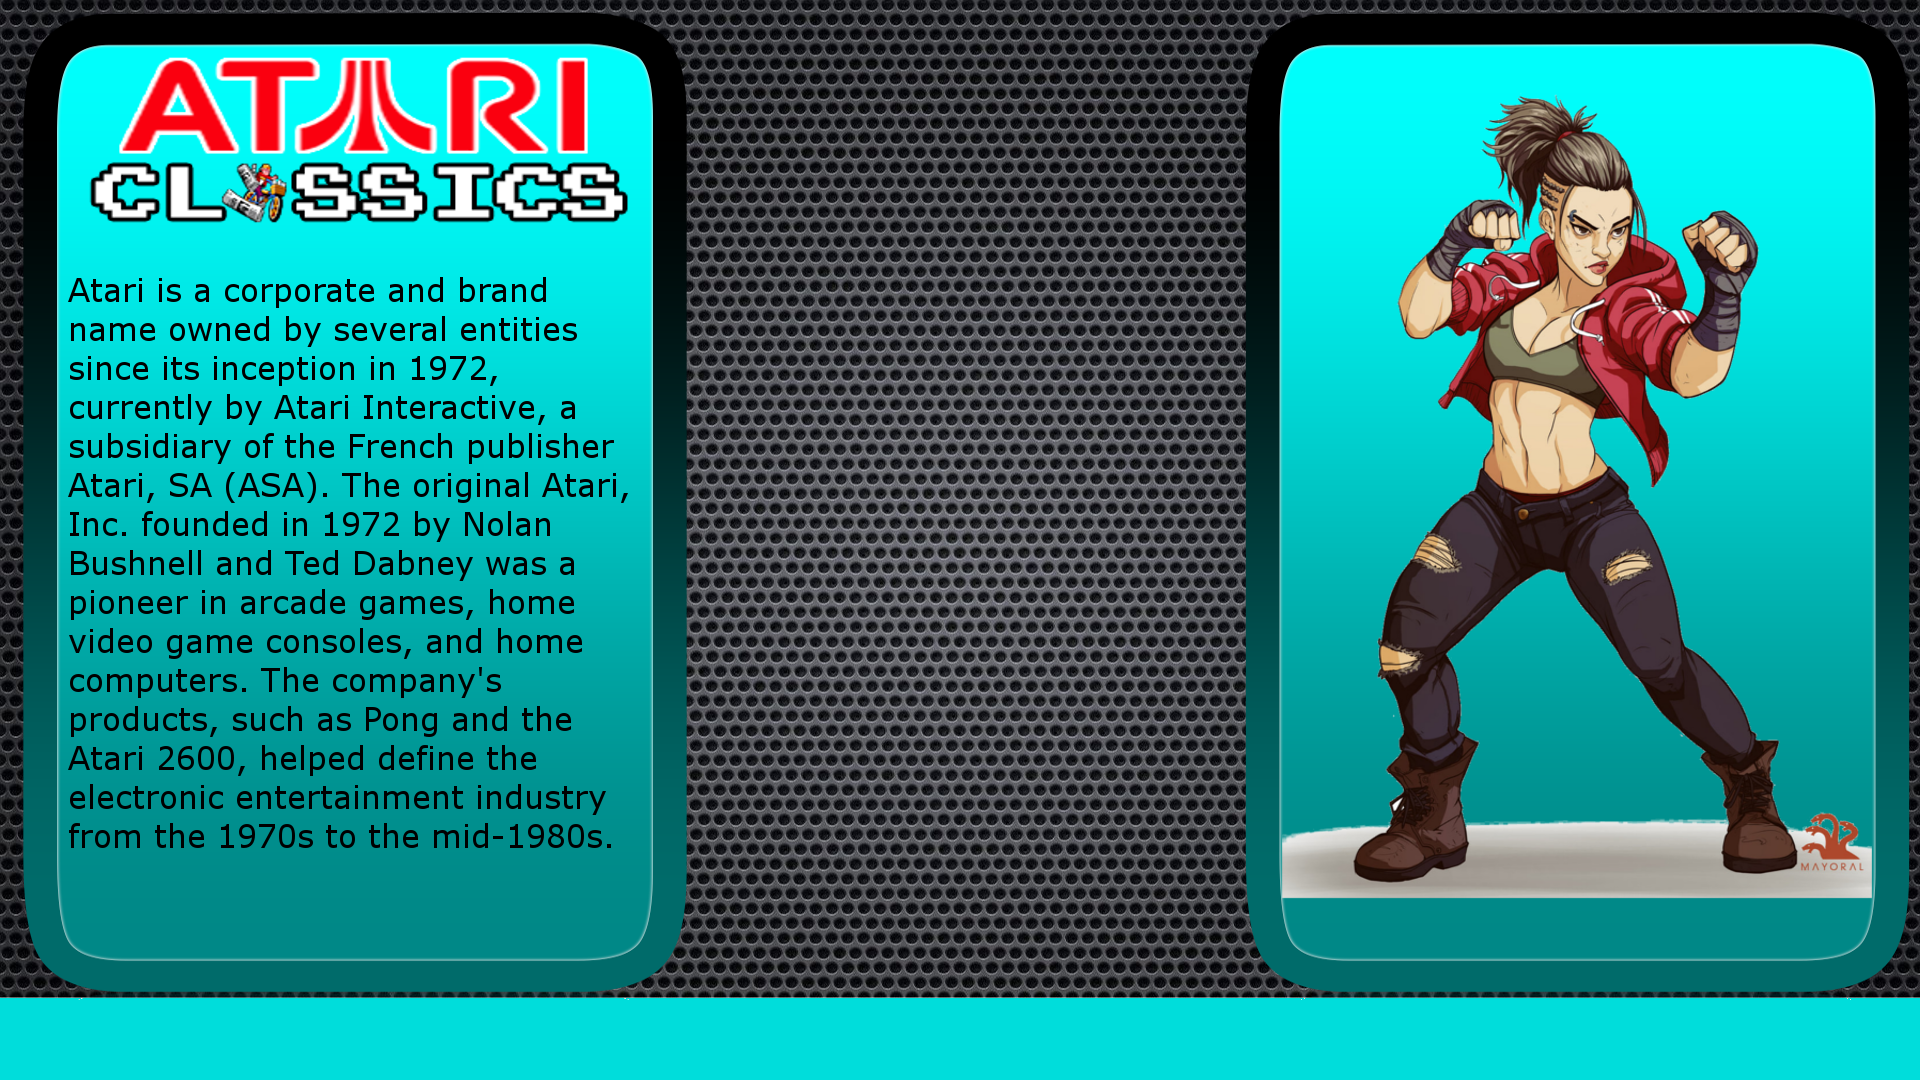 ATARI
CLASSICS
Atari is a corporate and brand
name owned by several entities
since its inception in 1972,
currently by Atari Interactive, a
subsidiary of the French publisher
Atari, SA (ASA). The original Atari,
Inc. founded in 1972 by Nolan
Bushnell and Ted Dabney was a
pioneer in arcade games, home
video game consoles, and home
computers. The company's
products, such as Pong and the
Atari 2600, helped define the
electronic entertainment industry
from the 1970s to the mid-1980s.
MAYORAL